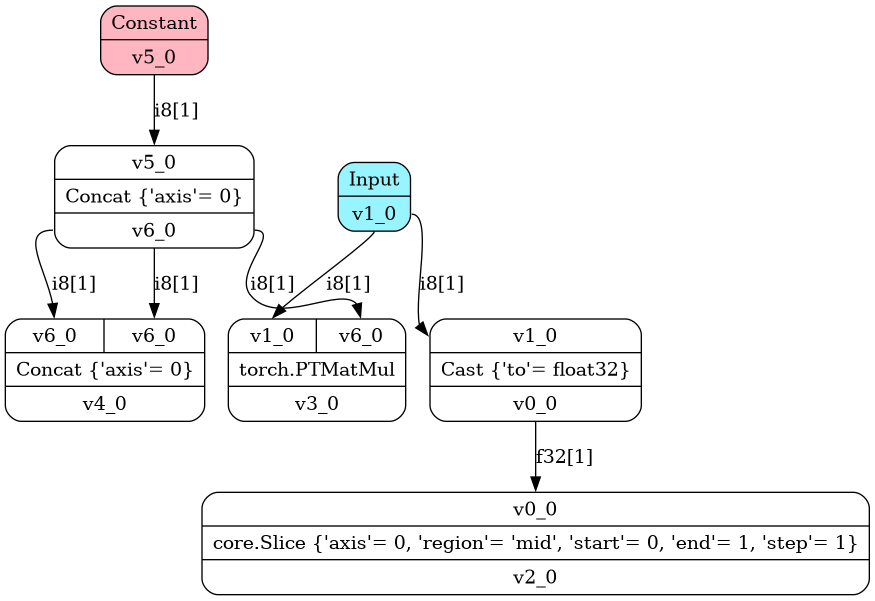 Constant
v5_0
i8[1]
v5_0
Concat {'axis'= 0}
v6_0
Input
v1_0
i8[1]
i8[1]
i8[1]
i8[1]
i8[1]
v6_0 v6_0
Concat {'axis'= 0}
v4_0
v1_0 v6_0
torch.PTMatMul
v3_0
v1_0
Cast {'to'= float32}
v0_0
f32[1]
v0_0
core.Slice {'axis'= 0, 'region'= 'mid', 'start'= 0, 'end'= 1, 'step'= 1}
v2_0